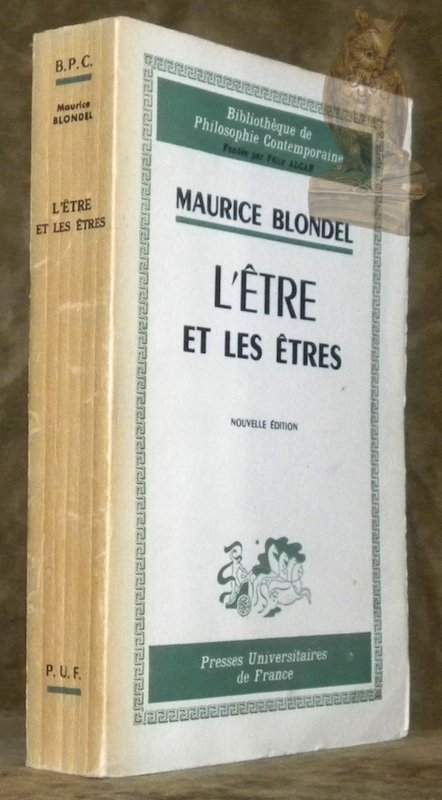 B.P.C.
Maurice
BLONDEL
L'ÊTRE
ET LES ÊTRES
P.U.F.
Bibliothèque de
Philosophie Contemporaine
Fondée par Félix ALCAN
MAURICE BLONDEL
L'ÊTRE
ET LES ÊTRES
NOUVELLE ÉDITION
Presses Universitaires
de France